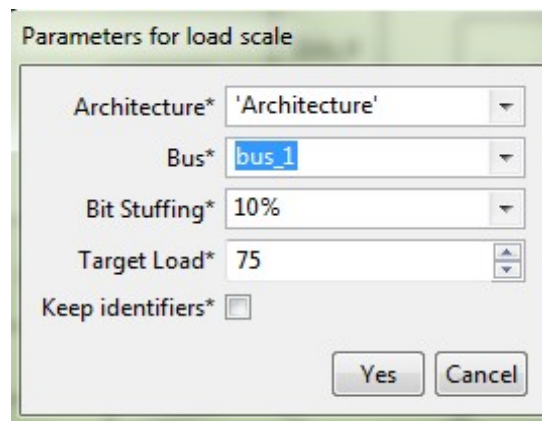 Parameters for load scale
Architecture* 'Architecture'
Bus* bus_1
Bit Stuffing* 10%
Target Load* 75
Keep identifiers*
Yes Cancel